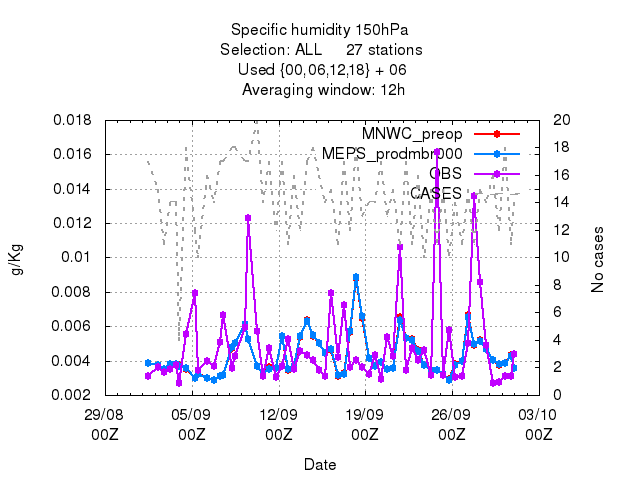 Specific humidity 150hPa
Selection: ALL 27 stations
Used {00,06,12,18} + 06
Averaging window: 12h
0.018
0.016
0.014
0.012
0.01
0.008
0.006
0.004
0.002
20
18
16
14
12
10
8
6
4
2
0
MNWC_preop
MEPS_prodmbr000
OBS
CASES
g/Kg
No cases
29/08 05/09 12/09 19/09 26/09 03/10
00Z 00Z 00Z 00Z 00Z 00Z
Date